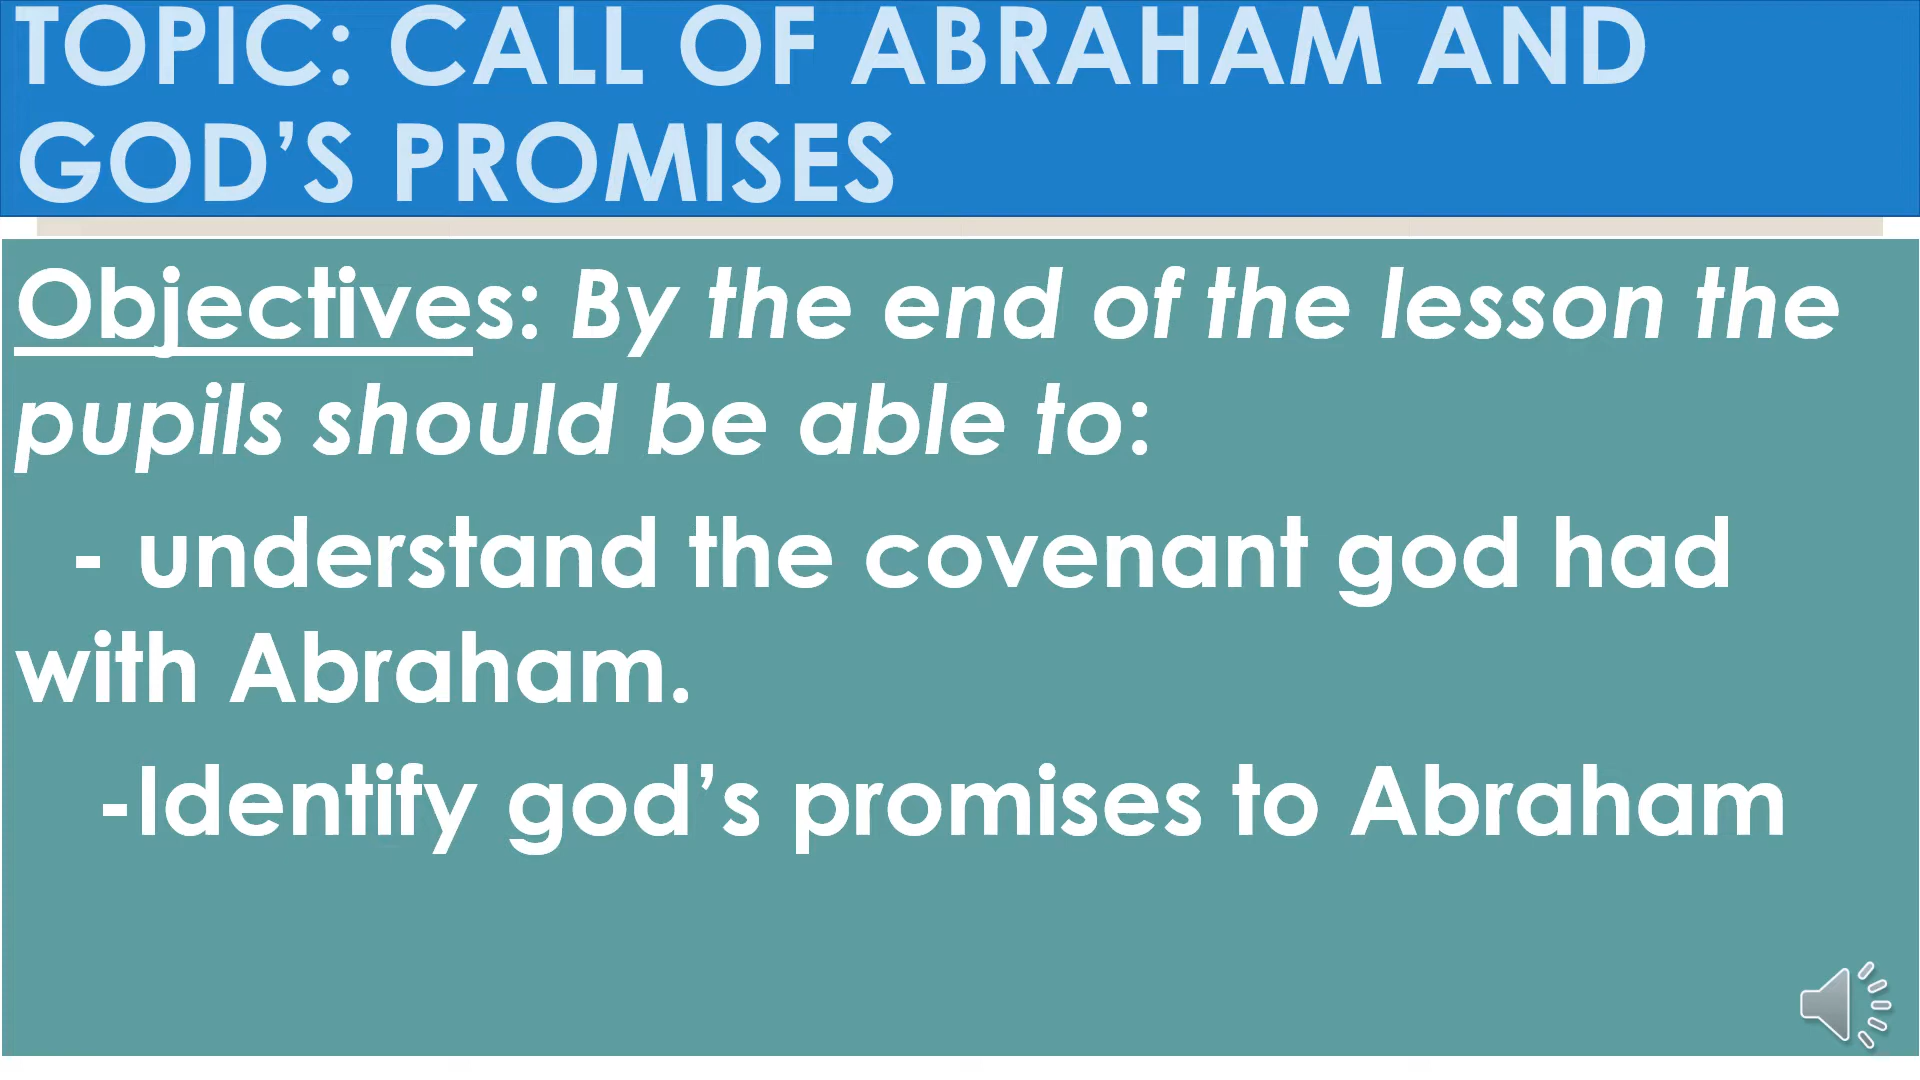 TOPIC: CALL OF ABRAHAM AND
GOD’S PROMISES
Objectives: By the end of the lesson the
pupils should be able to:
- understand the covenant god had
with Abraham.
-Identify god’s promises to Abraham